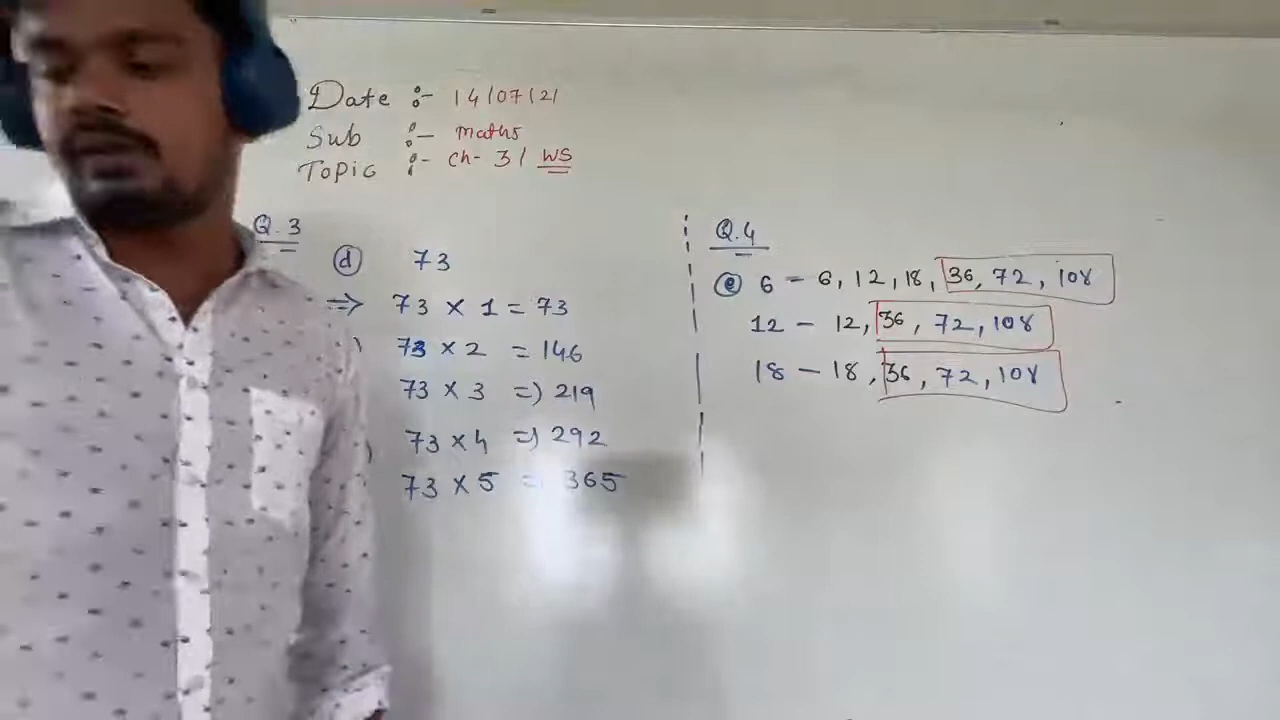 Date :- 14/07/21
Sub :- maths
Topic :- Ch- 3 / WS
Q.3
(d) 73
=> 73 x 1 = 73
73 x 2 = 146
73 x 3 =) 219
73 x 4 =) 292
73 x 5 = 365
Q.4
(e) 6 - 6, 12, 18, 36, 72, 108
12 - 12, 36, 72, 108
18 - 18, 36, 72, 108